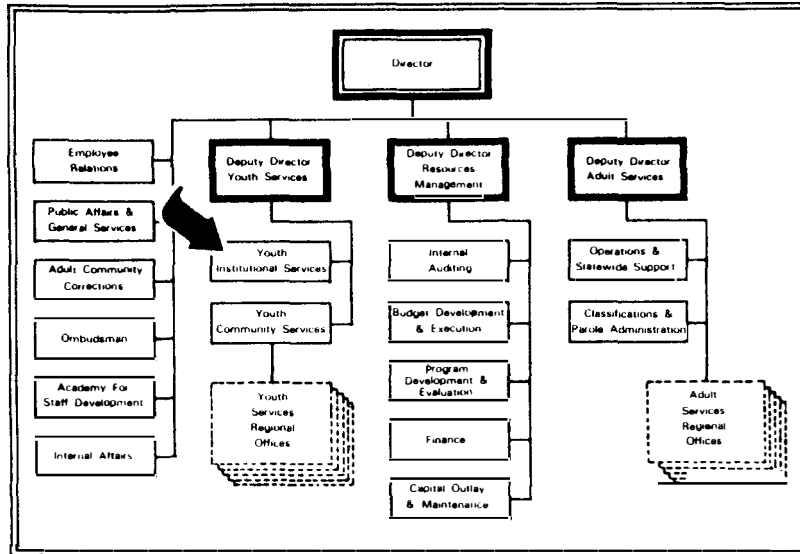 Director
Employee
Relations
Public Affairs &
General Services
Adult Community
Corrections
Ombudsman
Academy For
Staff Development
Internal Affairs
Deputy Director
Youth Services
Youth
Institutional Services
Youth
Community Services
Youth
Services
Regional
Offices
Deputy Director
Resources
Management
Internal
Auditing
Budget Development
& Execution
Program
Development &
Evaluation
Finance
Capital Outlay
& Maintenance
Deputy Director
Adult Services
Operations &
Statewide Support
Classifications &
Parole Administration
Adult
Services
Regional
Offices